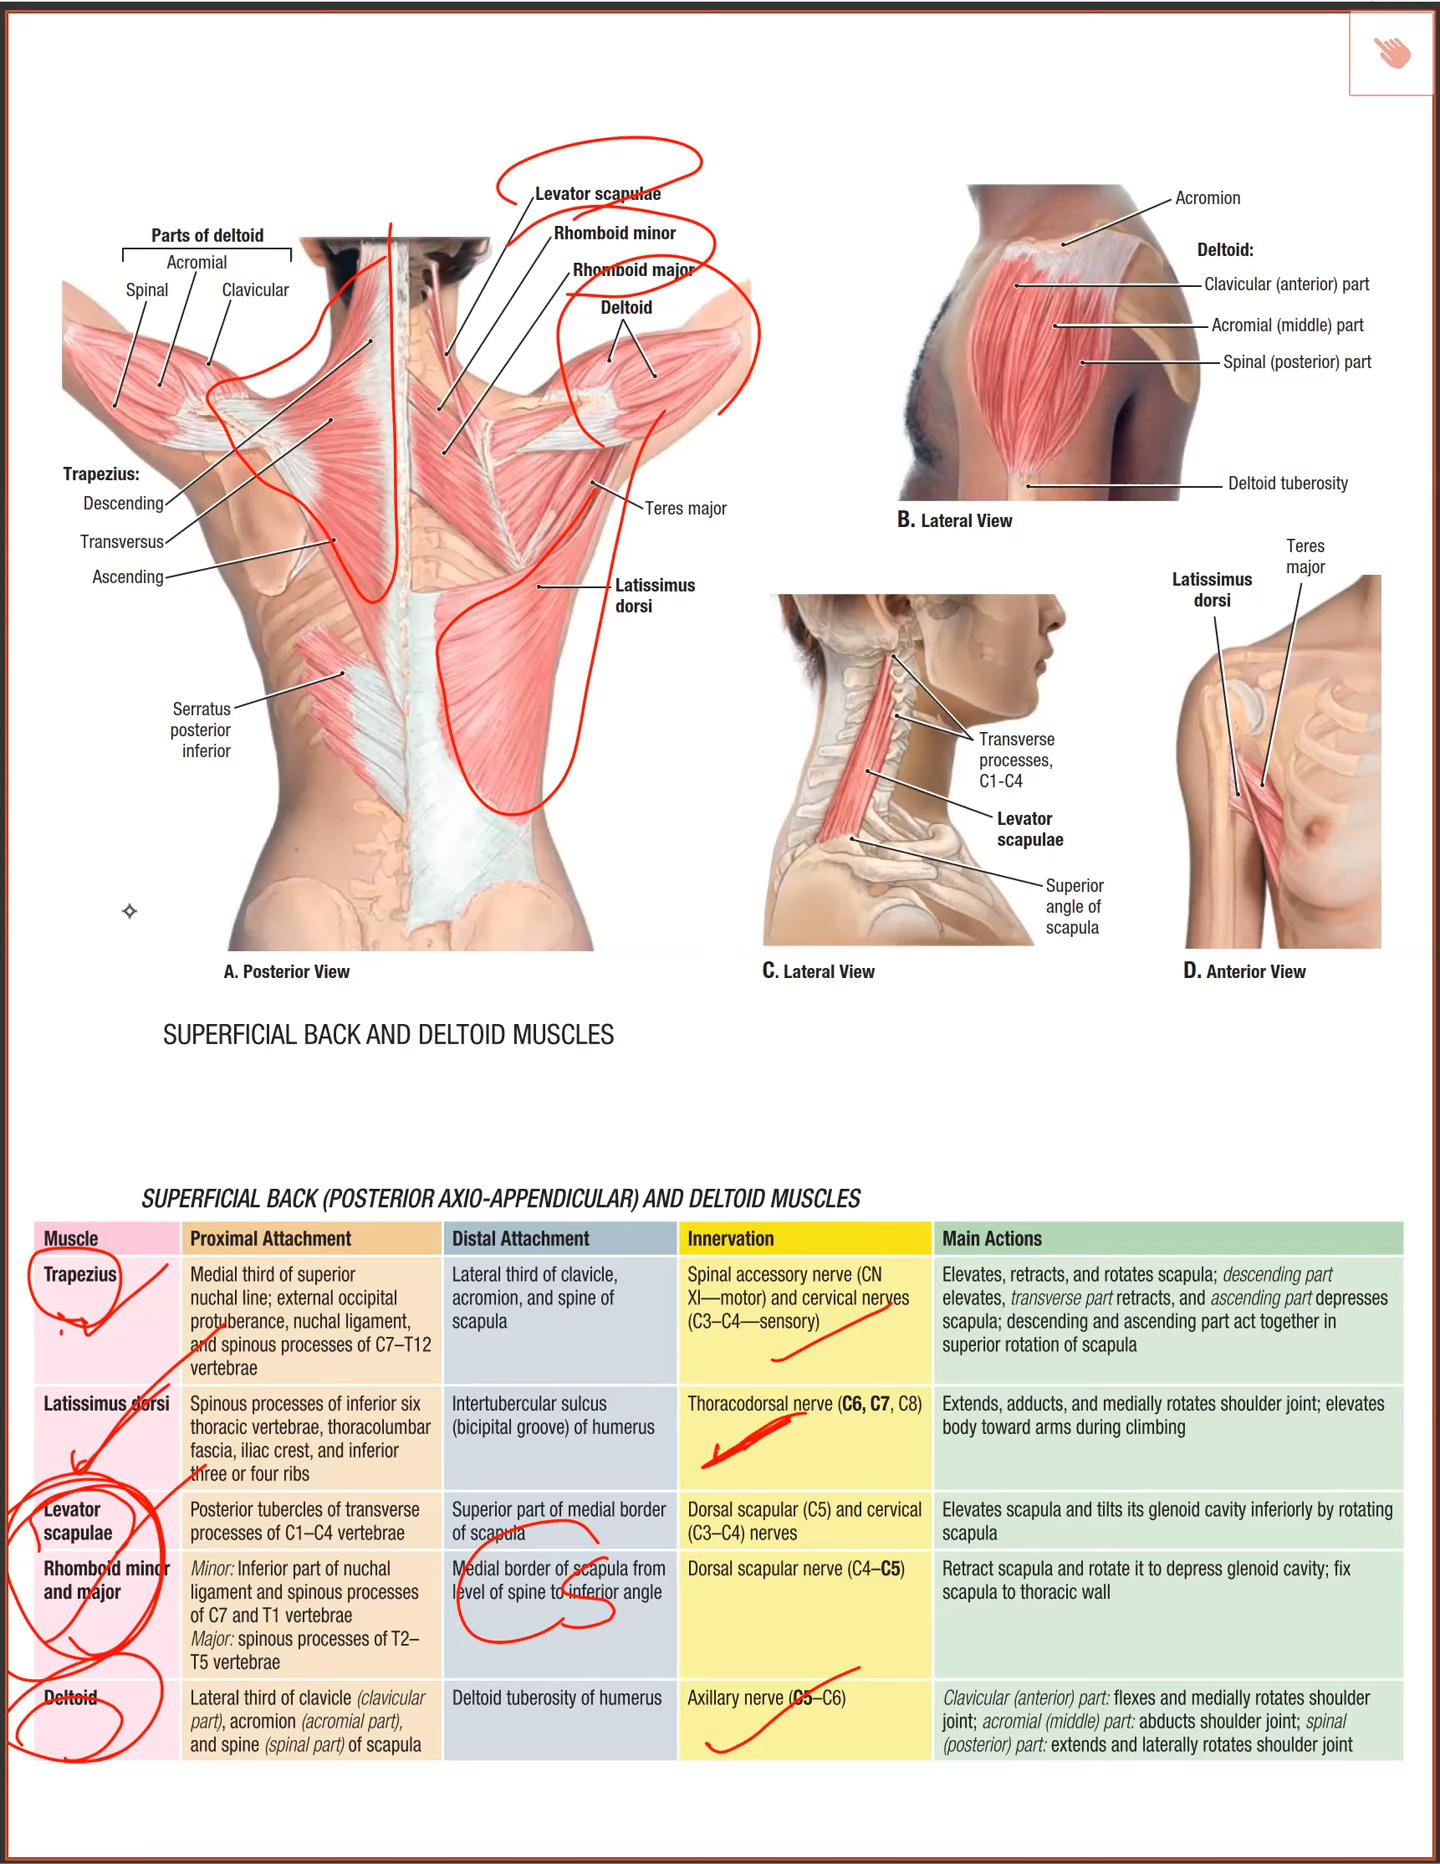 Levator scapulae
Rhomboid minor
Rhomboid major
Deltoid
Parts of deltoid
Acromial
Spinal
Clavicular
Trapezius:
Descending
Transversus
Ascending
Teres major
Latissimus
dorsi
Serratus
posterior
inferior
A. Posterior View
Acromion
Deltoid:
Clavicular (anterior) part
Acromial (middle) part
Spinal (posterior) part
Deltoid tuberosity
B. Lateral View
Transverse
processes,
C1-C4
Levator
scapulae
Superior
angle of
scapula
C. Lateral View
Teres
major
Latissimus
dorsi
D. Anterior View
SUPERFICIAL BACK AND DELTOID MUSCLES
SUPERFICIAL BACK (POSTERIOR AXIO-APPENDICULAR) AND DELTOID MUSCLES
Muscle
Proximal Attachment
Distal Attachment
Innervation
Main Actions
Trapezius
Medial third of superior
nuchal line; external occipital
protuberance, nuchal ligament,
and spinous processes of C7–T12
vertebrae
Lateral third of clavicle,
acromion, and spine of
scapula
Spinal accessory nerve (CN
XI—motor) and cervical nerves
(C3–C4—sensory)
Elevates, retracts, and rotates scapula; descending part
elevates, transverse part retracts, and ascending part depresses
scapula; descending and ascending part act together in
superior rotation of scapula
Latissimus dorsi
Spinous processes of inferior six
thoracic vertebrae, thoracolumbar
fascia, iliac crest, and inferior
three or four ribs
Intertubercular sulcus
(bicipital groove) of humerus
Thoracodorsal nerve (C6, C7, C8)
Extends, adducts, and medially rotates shoulder joint; elevates
body toward arms during climbing
Levator
scapulae
Posterior tubercles of transverse
processes of C1–C4 vertebrae
Superior part of medial border
of scapula
Dorsal scapular (C5) and cervical
(C3–C4) nerves
Elevates scapula and tilts its glenoid cavity inferiorly by rotating
scapula
Rhomboid minor
and major
Minor: Inferior part of nuchal
ligament and spinous processes
of C7 and T1 vertebrae
Major: spinous processes of T2–
T5 vertebrae
Medial border of scapula from
level of spine to inferior angle
Dorsal scapular nerve (C4–C5)
Retract scapula and rotate it to depress glenoid cavity; fix
scapula to thoracic wall
Deltoid
Lateral third of clavicle (clavicular
part), acromion (acromial part),
and spine (spinal part) of scapula
Deltoid tuberosity of humerus
Axillary nerve (C5–C6)
Clavicular (anterior) part: flexes and medially rotates shoulder
joint; acromial (middle) part: abducts shoulder joint; spinal
(posterior) part: extends and laterally rotates shoulder joint